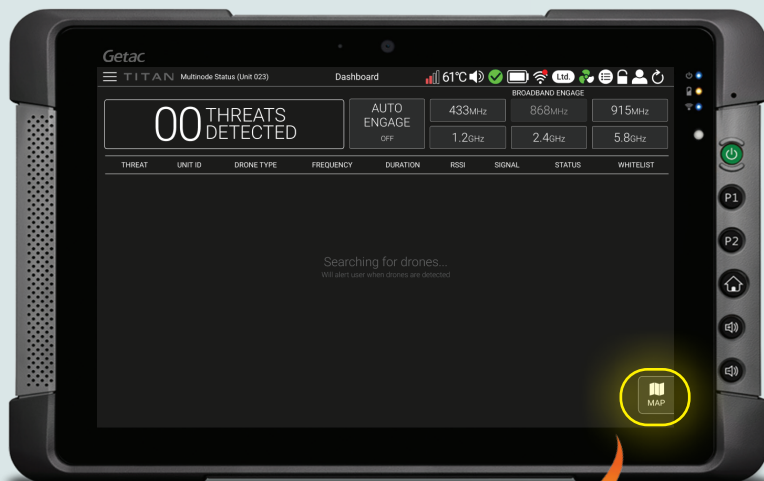 Getac
TITAN Multinode Status (Unit 023) Dashboard 61°C Ltd.
BROADBAND ENGAGE
00 THREATS DETECTED
AUTO ENGAGE
OFF
433MHz 868MHz 915MHz
1.2GHz 2.4GHz 5.8GHz
THREAT UNIT ID DRONE TYPE FREQUENCY DURATION RSSI SIGNAL STATUS WHITELIST
Searching for drones...
Will alert user when drones are detected
MAP
P1
P2